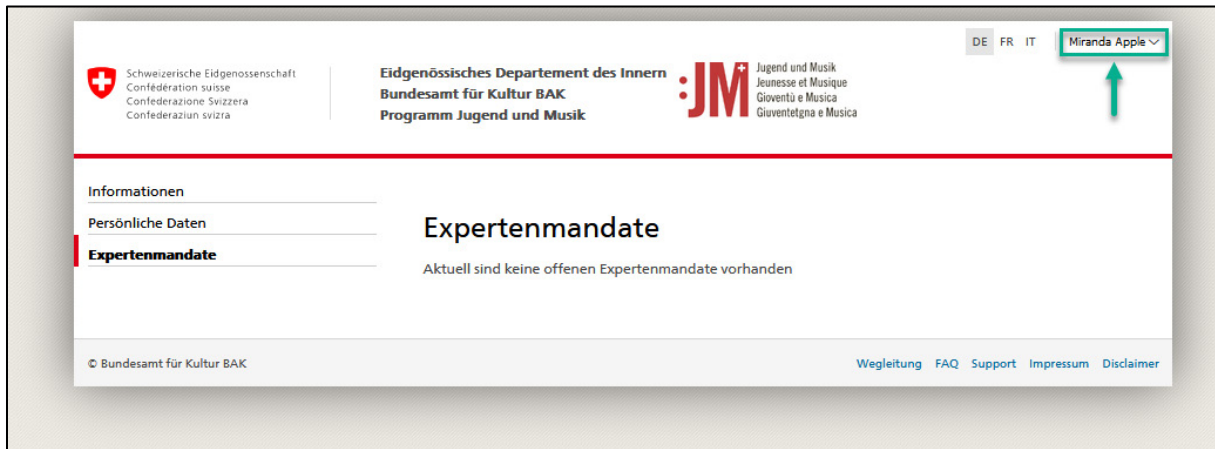 DE FR IT Miranda Apple
Schweizerische Eidgenossenschaft
Confédération suisse
Confederazione Svizzera
Confederaziun svizra
Eidgenössisches Departement des Innern
Bundesamt für Kultur BAK
Programm Jugend und Musik
:JM
Jugend und Musik
Jeunesse et Musique
Gioventù e Musica
Giuventetgna e Musica
Informationen
Persönliche Daten
Expertenmandate
Expertenmandate
Aktuell sind keine offenen Expertenmandate vorhanden
© Bundesamt für Kultur BAK
Wegleitung FAQ Support Impressum Disclaimer